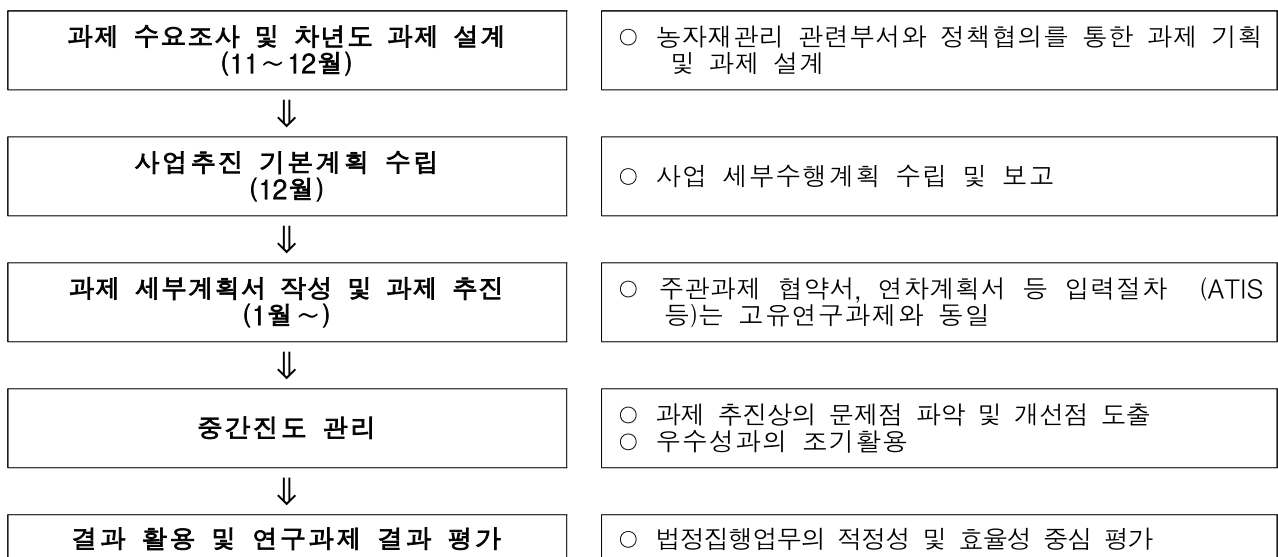 과제 수요조사 및 차년도 과제 설계
(11～12월)
○ 농자재관리 관련부서와 정책협의를 통한 과제 기획
및 과제 설계
⇓
사업추진 기본계획 수립
(12월)
○ 사업 세부수행계획 수립 및 보고
⇓
과제 세부계획서 작성 및 과제 추진
(1월～)
○ 주관과제 협약서, 연차계획서 등 입력절차 (ATIS
등)는 고유연구과제와 동일
⇓
중간진도 관리
○ 과제 추진상의 문제점 파악 및 개선점 도출
○ 우수성과의 조기활용
⇓
결과 활용 및 연구과제 결과 평가
○ 법정집행업무의 적정성 및 효율성 중심 평가